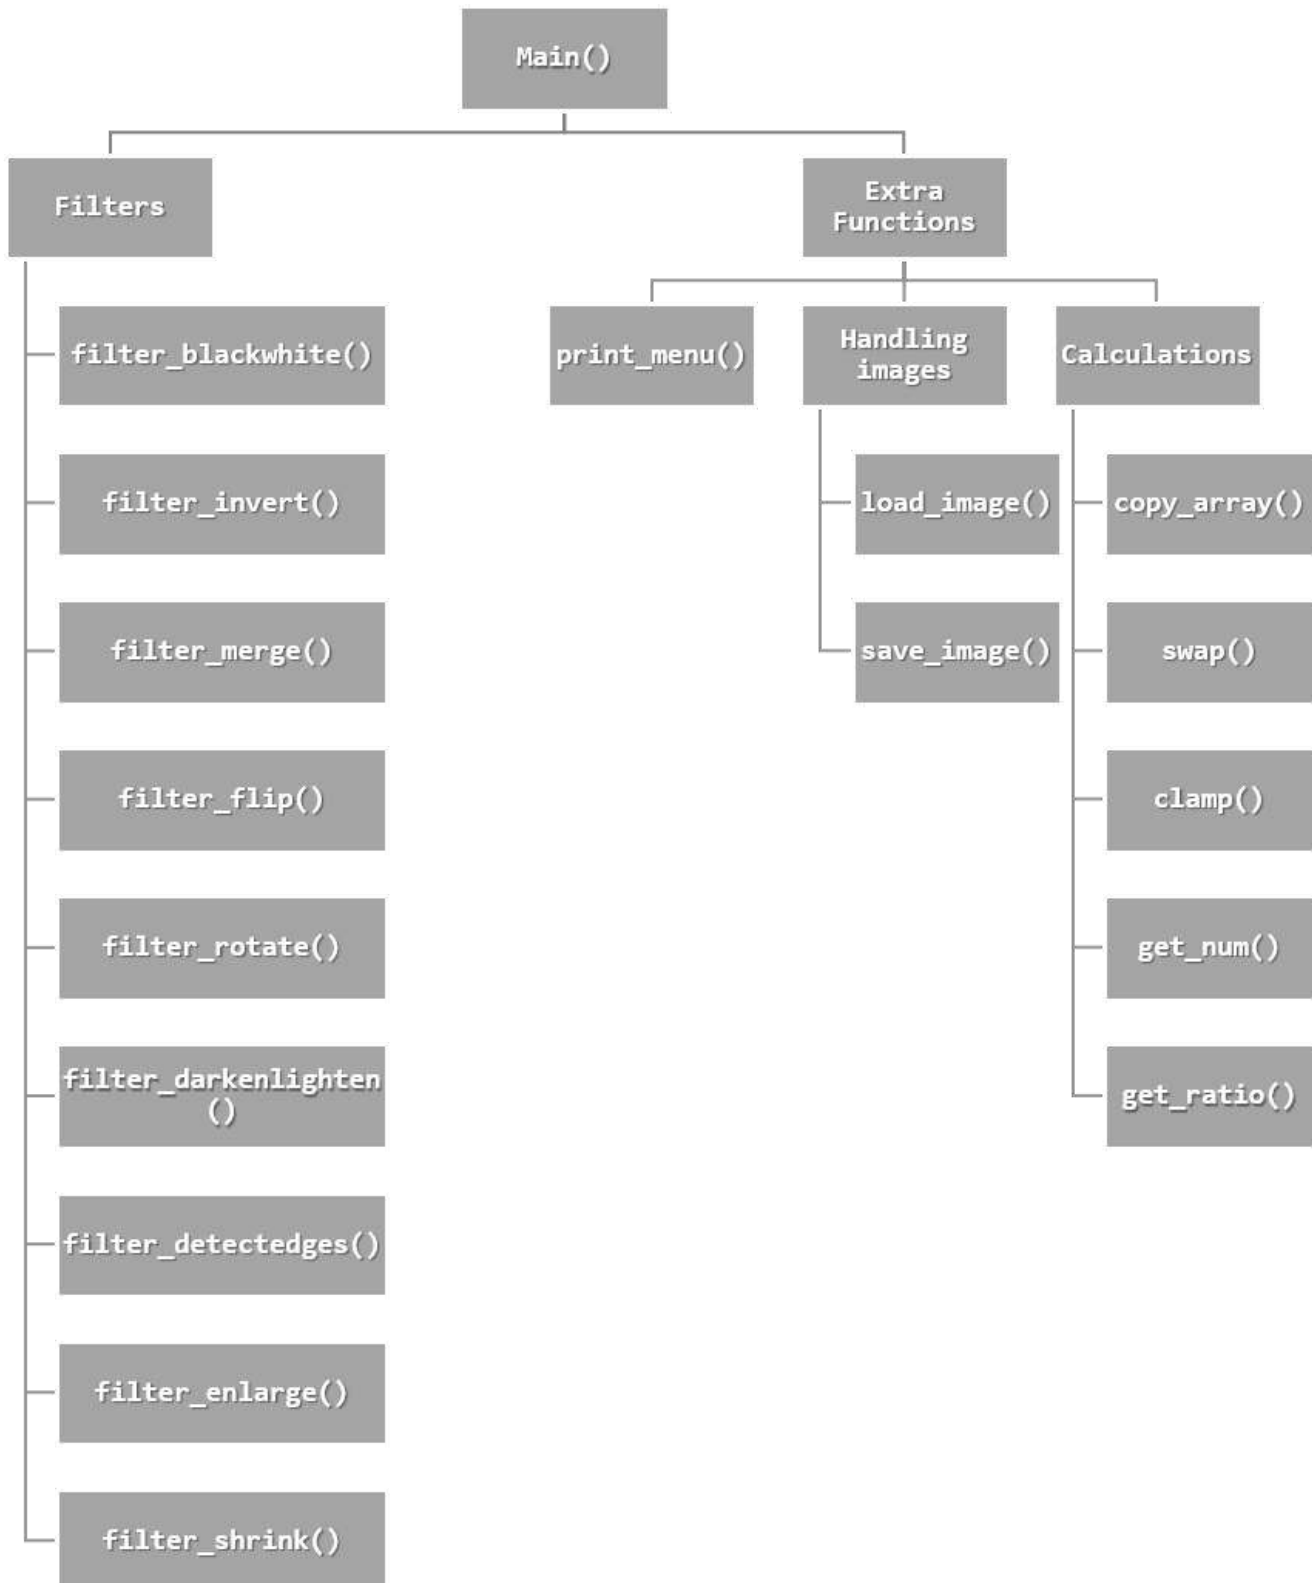 Main()
Filters
Extra
Functions
filter_blackwhite()
filter_invert()
filter_merge()
filter_flip()
filter_rotate()
filter_darkenlighten
()
filter_detectedges()
filter_enlarge()
filter_shrink()
print_menu()
Handling
images
load_image()
save_image()
Calculations
copy_array()
swap()
clamp()
get_num()
get_ratio()